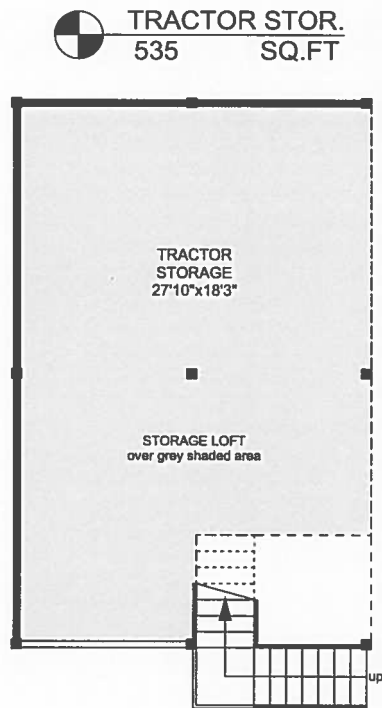 TRACTOR STOR.
535 SQ.FT
TRACTOR
STORAGE
27'10"x18'3"
STORAGE LOFT
over grey shaded area
up